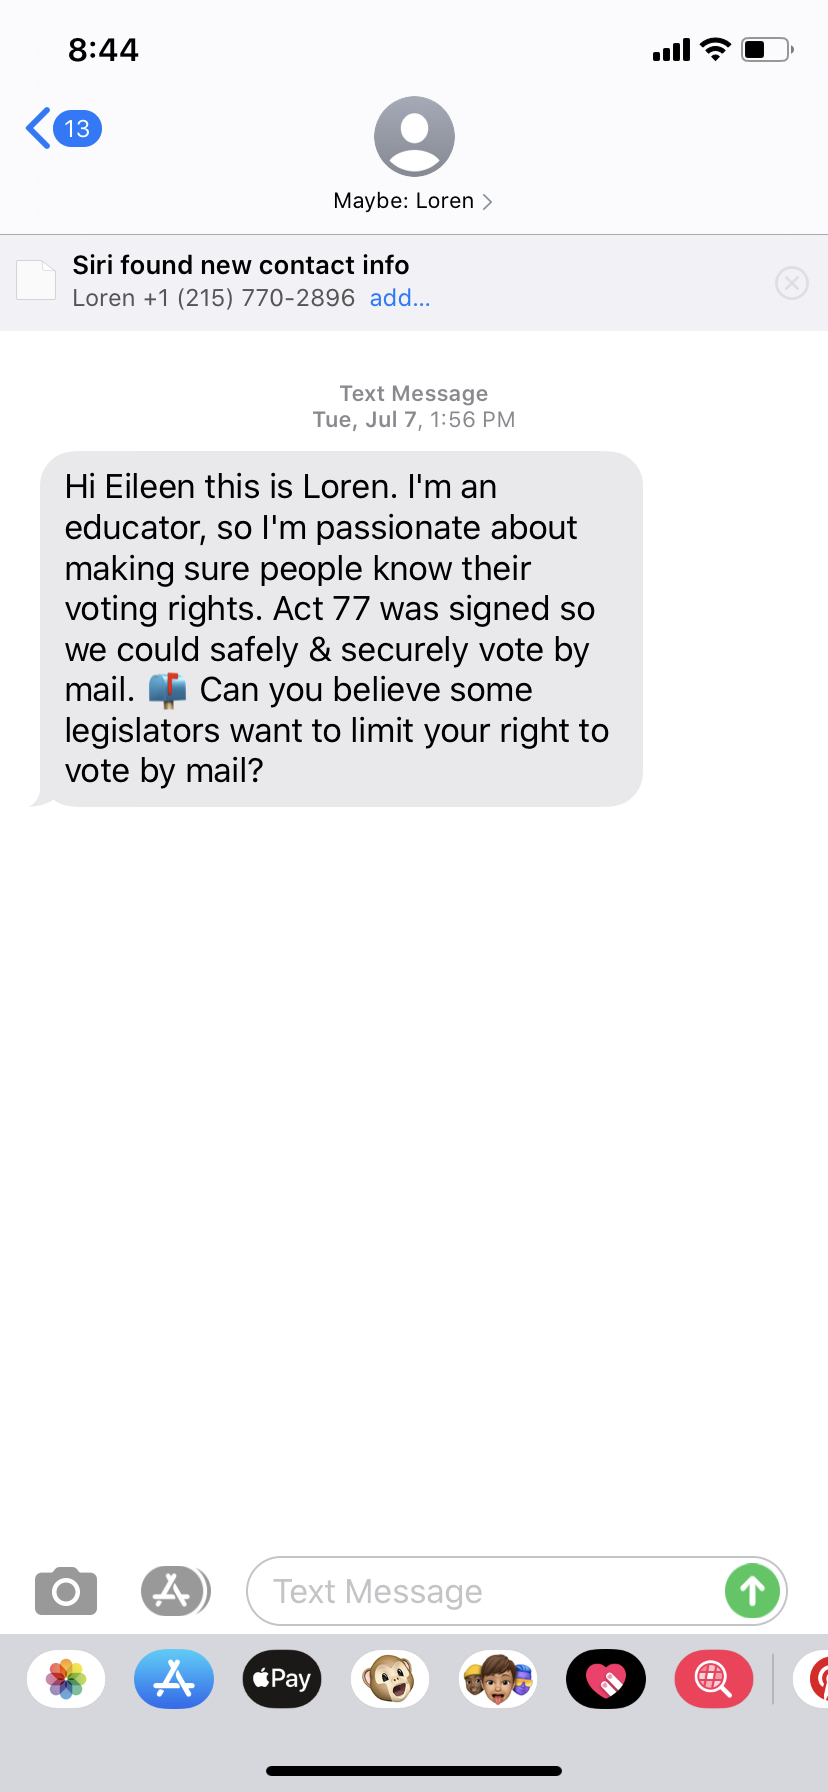 8:44
13
Maybe: Loren
Siri found new contact info
Loren +1 (215) 770-2896 add...
Text Message
Tue, Jul 7, 1:56 PM
Hi Eileen this is Loren. I'm an
educator, so I'm passionate about
making sure people know their
voting rights. Act 77 was signed so
we could safely & securely vote by
mail. 📫 Can you believe some
legislators want to limit your right to
vote by mail?
Text Message
Pay